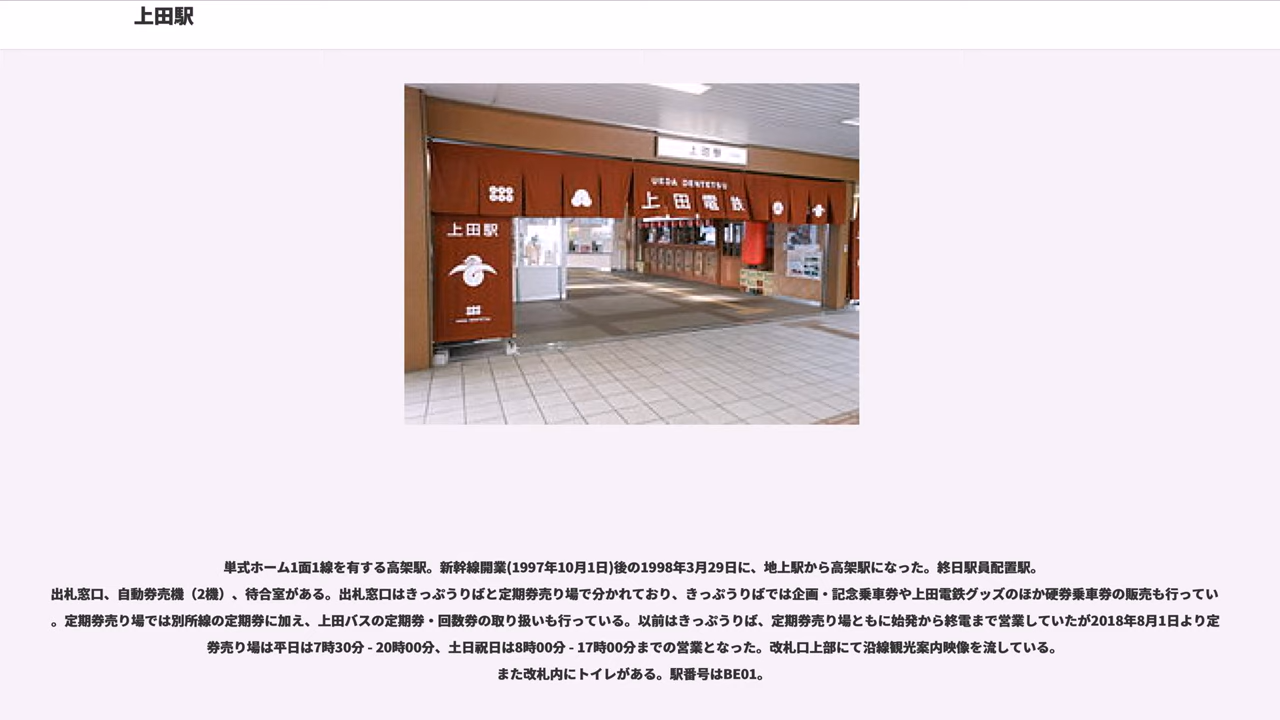 上田駅
上田駅
UEDA DENTETSU
上田電鉄
上田駅
単式ホーム1面1線を有する高架駅。新幹線開業(1997年10月1日)後の1998年3月29日に、地上駅から高架駅になった。終日駅員配置駅。
出札窓口、自動券売機（2機）、待合室がある。出札窓口はきっぷうりばと定期券売り場で分かれており、きっぷうりばでは企画・記念乗車券や上田電鉄グッズのほか硬券乗車券の販売も行ってい
。定期券売り場では別所線の定期券に加え、上田バスの定期券・回数券の取り扱いも行っている。以前はきっぷうりば、定期券売り場ともに始発から終電まで営業していたが2018年8月1日より定
券売り場は平日は7時30分 - 20時00分、土日祝日は8時00分 - 17時00分までの営業となった。改札口上部にて沿線観光案内映像を流している。
また改札内にトイレがある。駅番号はBE01。